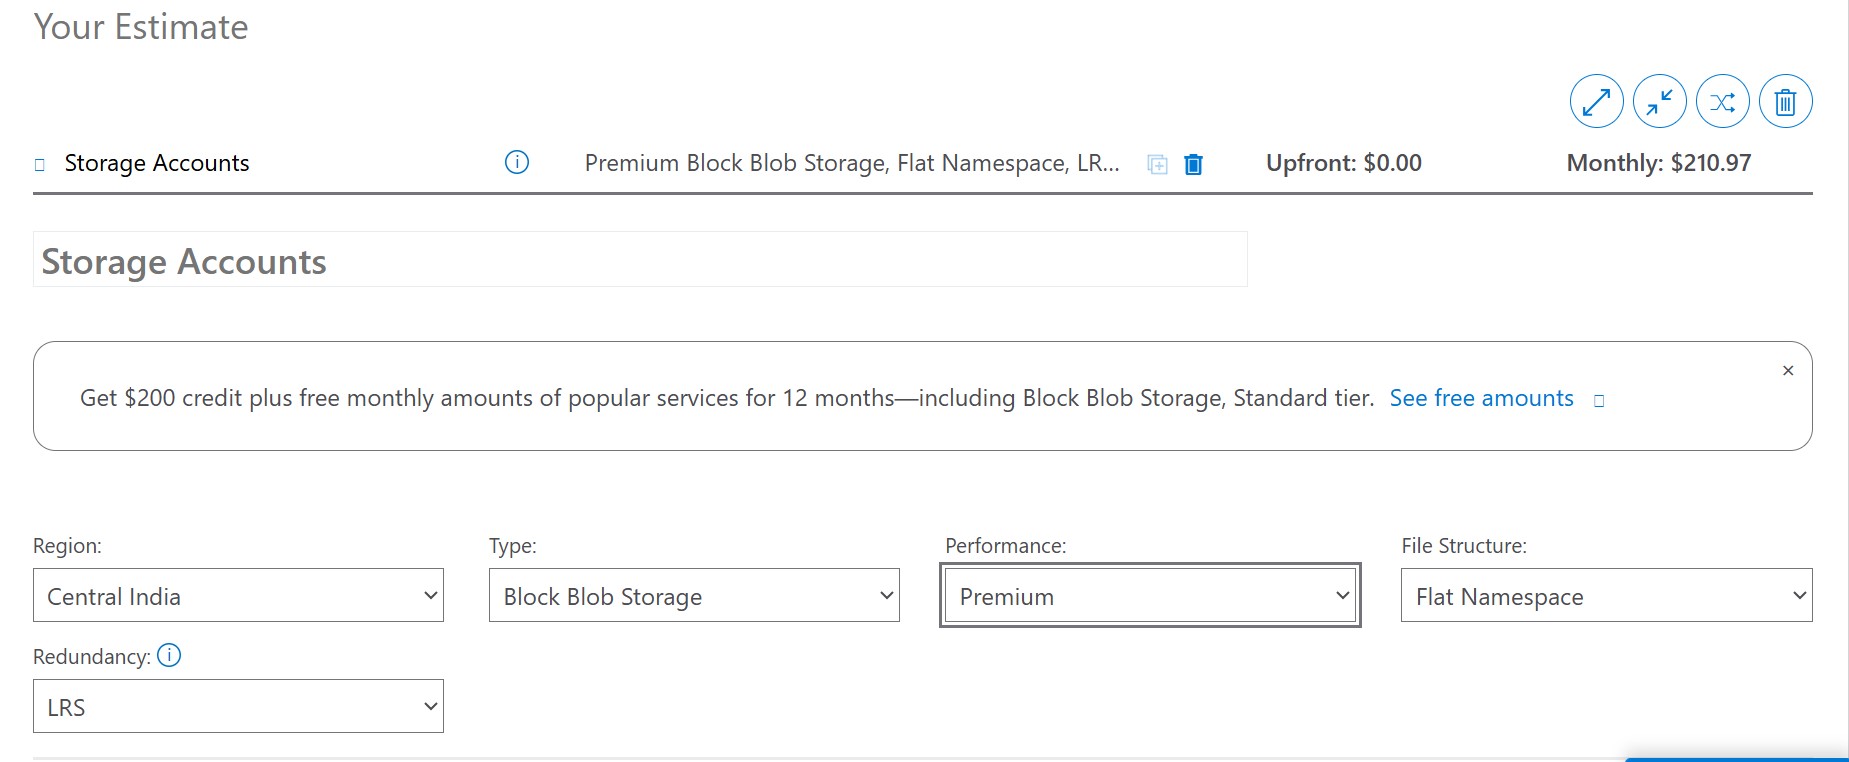 Your Estimate
Storage Accounts Premium Block Blob Storage, Flat Namespace, LR... Upfront: $0.00 Monthly: $210.97
Storage Accounts
Get $200 credit plus free monthly amounts of popular services for 12 months—including Block Blob Storage, Standard tier. See free amounts
Region: Type: Performance: File Structure:
Central India Block Blob Storage Premium Flat Namespace
Redundancy:
LRS